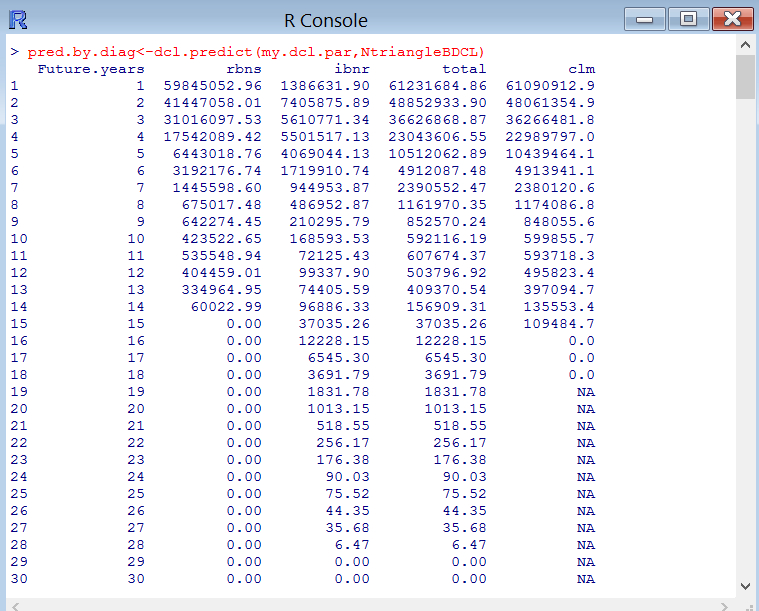 R Console
> pred.by.diag<-dcl.predict(my.dcl.par,NtriangleBDCL)
Future.years rbns ibnr total clm
1 1 59845052.96 1386631.90 61231684.86 61090912.9
2 2 41447058.01 7405875.89 48852933.90 48061354.9
3 3 31016097.53 5610771.34 36626868.87 36266481.8
4 4 17542089.42 5501517.13 23043606.55 22989797.0
5 5 6443018.76 4069044.13 10512062.89 10439464.1
6 6 3192176.74 1719910.74 4912087.48 4913941.1
7 7 1445598.60 944953.87 2390552.47 2380120.6
8 8 675017.48 486952.87 1161970.35 1174086.8
9 9 642274.45 210295.79 852570.24 848055.6
10 10 423522.65 168593.53 592116.19 599855.7
11 11 535548.94 72125.43 607674.37 593718.3
12 12 404459.01 99337.90 503796.92 495823.4
13 13 334964.95 74405.59 409370.54 397094.7
14 14 60022.99 96886.33 156909.31 135553.4
15 15 0.00 37035.26 37035.26 109484.7
16 16 0.00 12228.15 12228.15 0.0
17 17 0.00 6545.30 6545.30 0.0
18 18 0.00 3691.79 3691.79 0.0
19 19 0.00 1831.78 1831.78 NA
20 20 0.00 1013.15 1013.15 NA
21 21 0.00 518.55 518.55 NA
22 22 0.00 256.17 256.17 NA
23 23 0.00 176.38 176.38 NA
24 24 0.00 90.03 90.03 NA
25 25 0.00 75.52 75.52 NA
26 26 0.00 44.35 44.35 NA
27 27 0.00 35.68 35.68 NA
28 28 0.00 6.47 6.47 NA
29 29 0.00 0.00 0.00 NA
30 30 0.00 0.00 0.00 NA